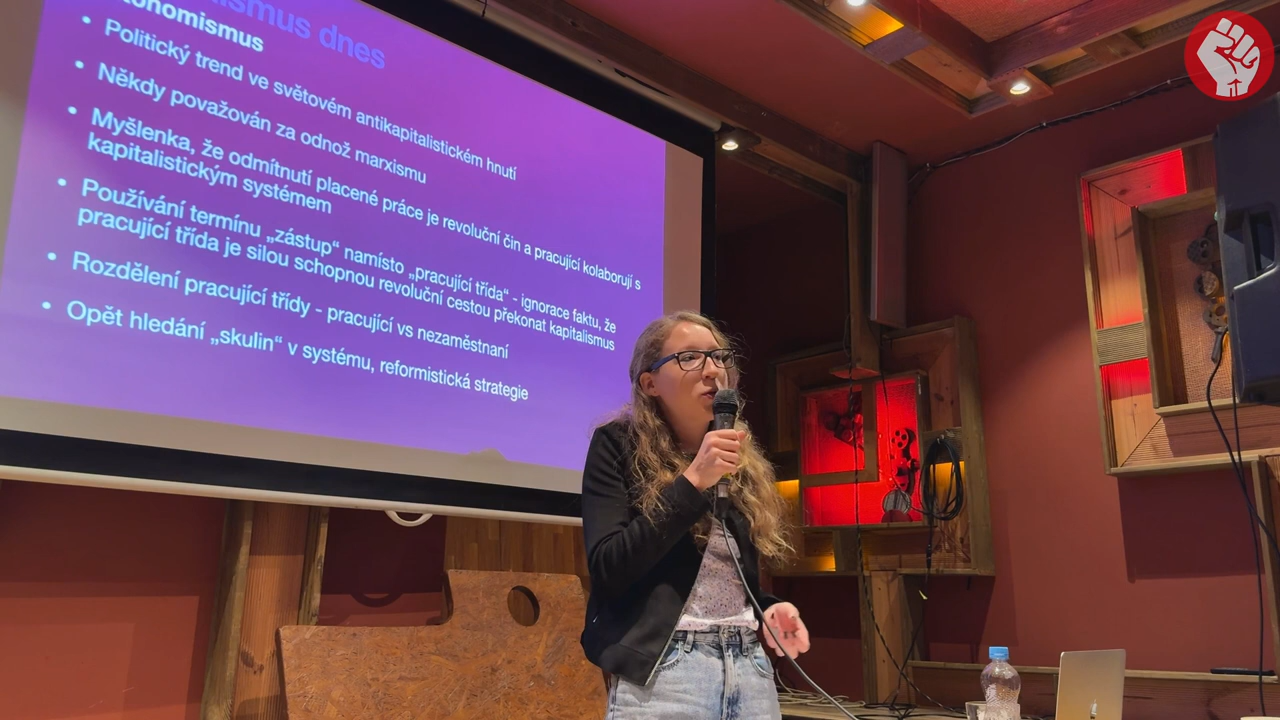 dnes
Politický trend ve světovém antikapitalistickém hnutí
Někdy považován za odnož marxismu
Myšlenka, že odmítnutí placené práce je revoluční čin a pracující kolaborují s
kapitalistickým systémem
Používání termínu „zástup“ namísto „pracující třída“ - ignorace faktu, že
pracující třída je silou schopnou revoluční cestou překonat kapitalismus
Rozdělení pracující třídy - pracující vs nezaměstnaní
Opět hledání „skulin“ v systému, reformistická strategie